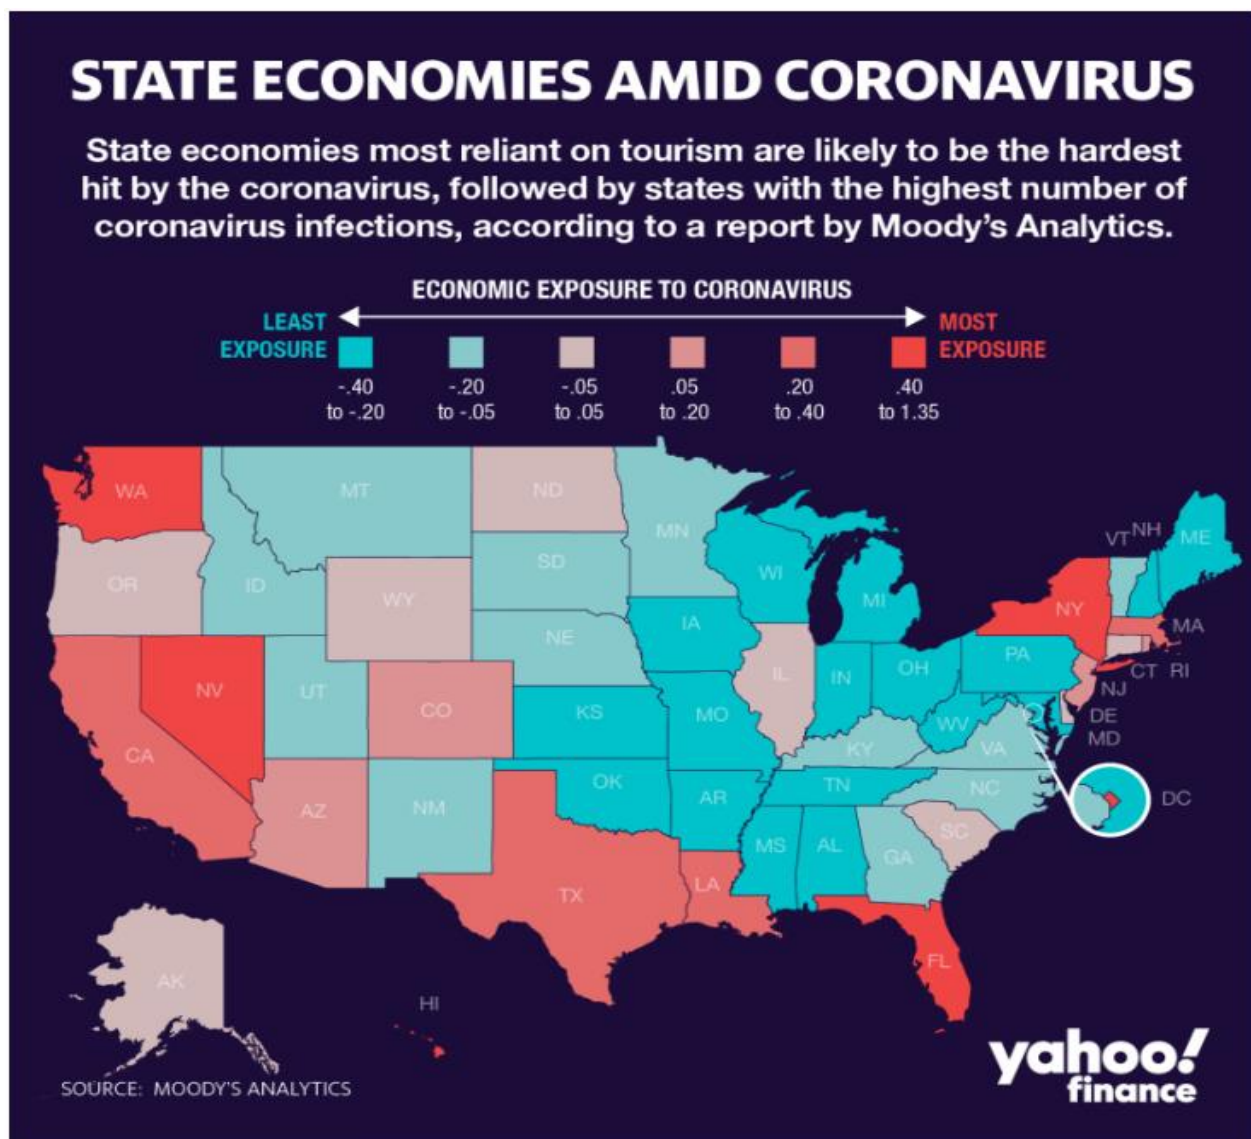 STATE ECONOMIES AMID CORONAVIRUS
State economies most reliant on tourism are likely to be the hardest
hit by the coronavirus, followed by states with the highest number of
coronavirus infections, according to a report by Moody's Analytics.
ECONOMIC EXPOSURE TO CORONAVIRUS
LEAST
EXPOSURE
MOST
EXPOSURE
-.40
to -.20
-.20
to -.05
-.05
to .05
.05
to .20
.20
to .40
.40
to 1.35
WA
MT
ND
MN
VT
NH
ME
OR
ID
SD
WI
MI
NY
WY
MA
IA
NE
PA
CT
RI
NV
UT
CO
KS
MO
IL
IN
OH
NJ
DE
MD
WV
VA
KY
CA
AZ
NM
OK
AR
TN
NC
DC
SC
MS
AL
GA
TX
LA
FL
AK
HI
SOURCE: MOODY'S ANALYTICS
yahoo!
finance